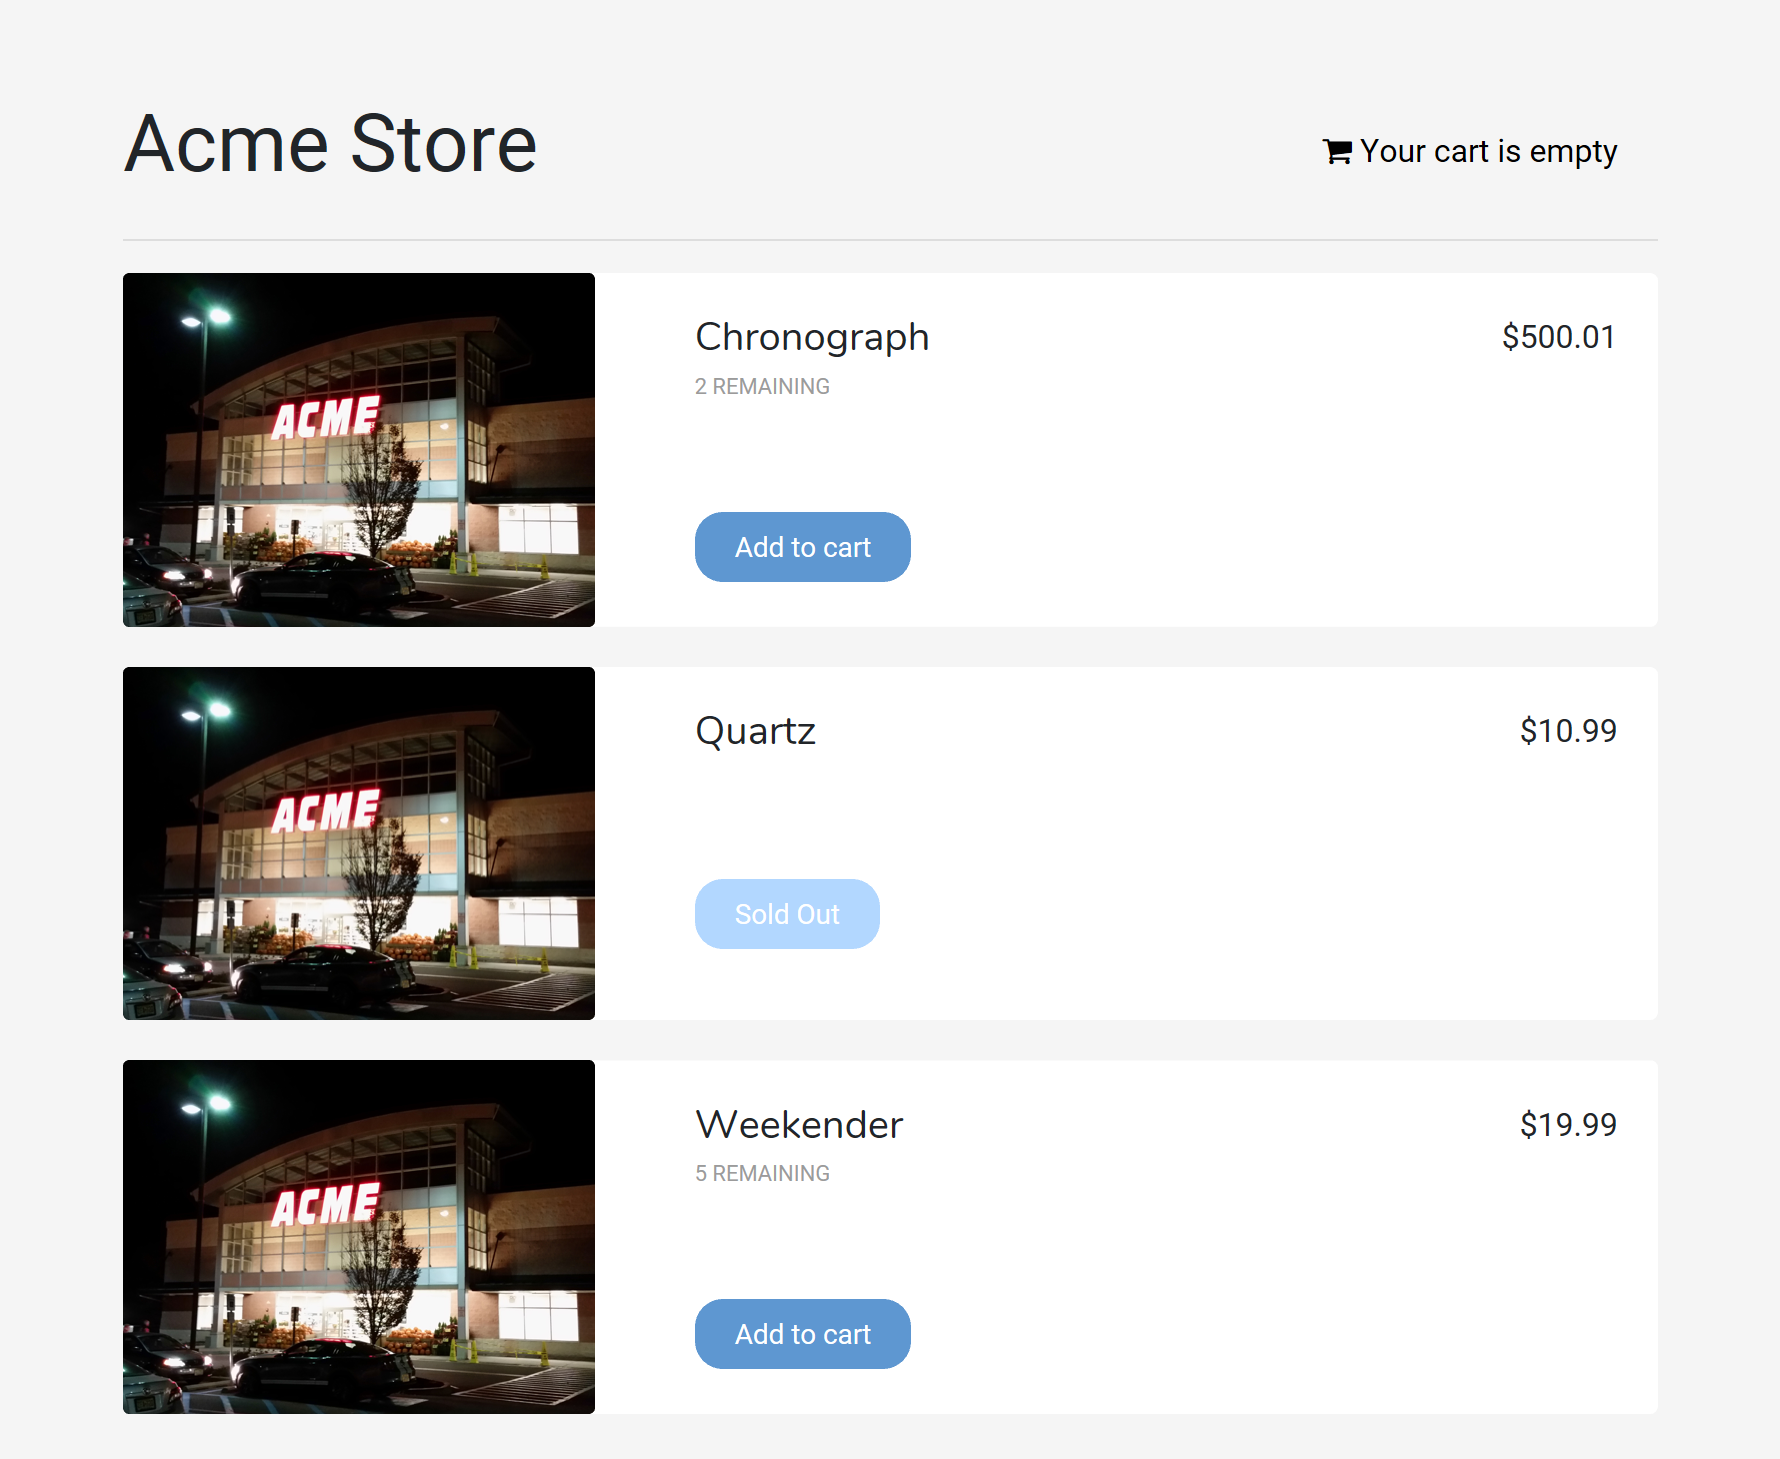 Acme Store
Your cart is empty
ACME
Chronograph
$500.01
2 REMAINING
Add to cart
ACME
Quartz
$10.99
Sold Out
ACME
Weekender
$19.99
5 REMAINING
Add to cart